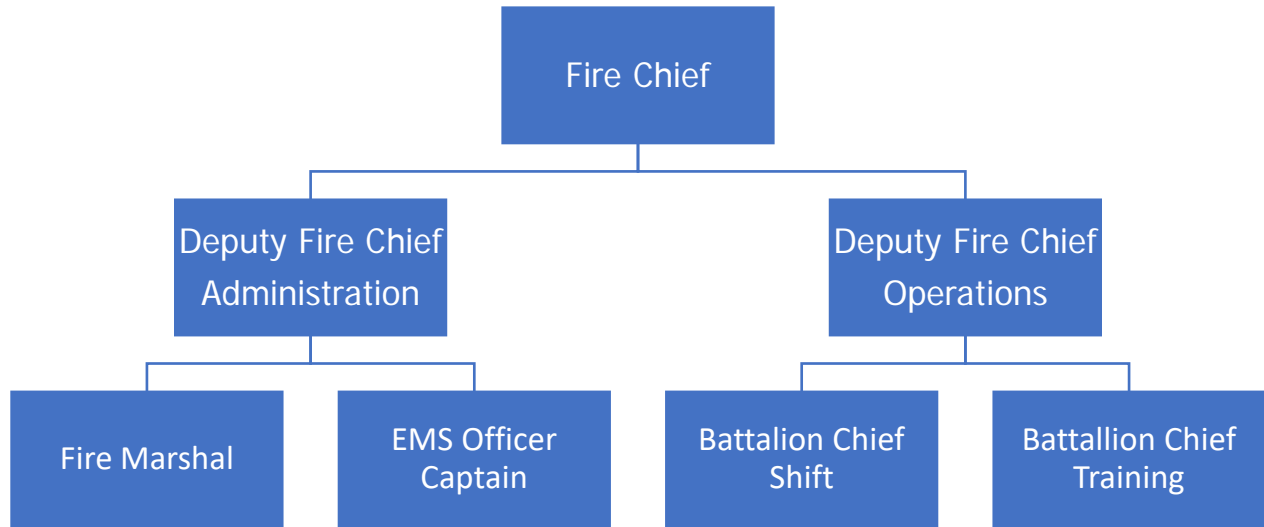 Fire Chief
Deputy Fire Chief
Administration
Deputy Fire Chief
Operations
Fire Marshal
EMS Officer
Captain
Battalion Chief
Shift
Battallion Chief
Training